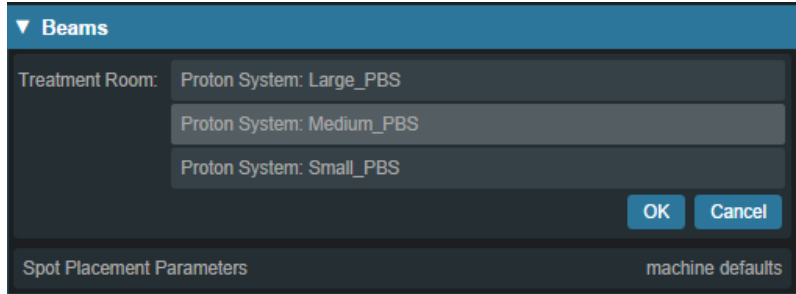 ▼ Beams
Treatment Room: Proton System: Large_PBS
Proton System: Medium_PBS
Proton System: Small_PBS
OK Cancel
Spot Placement Parameters machine defaults